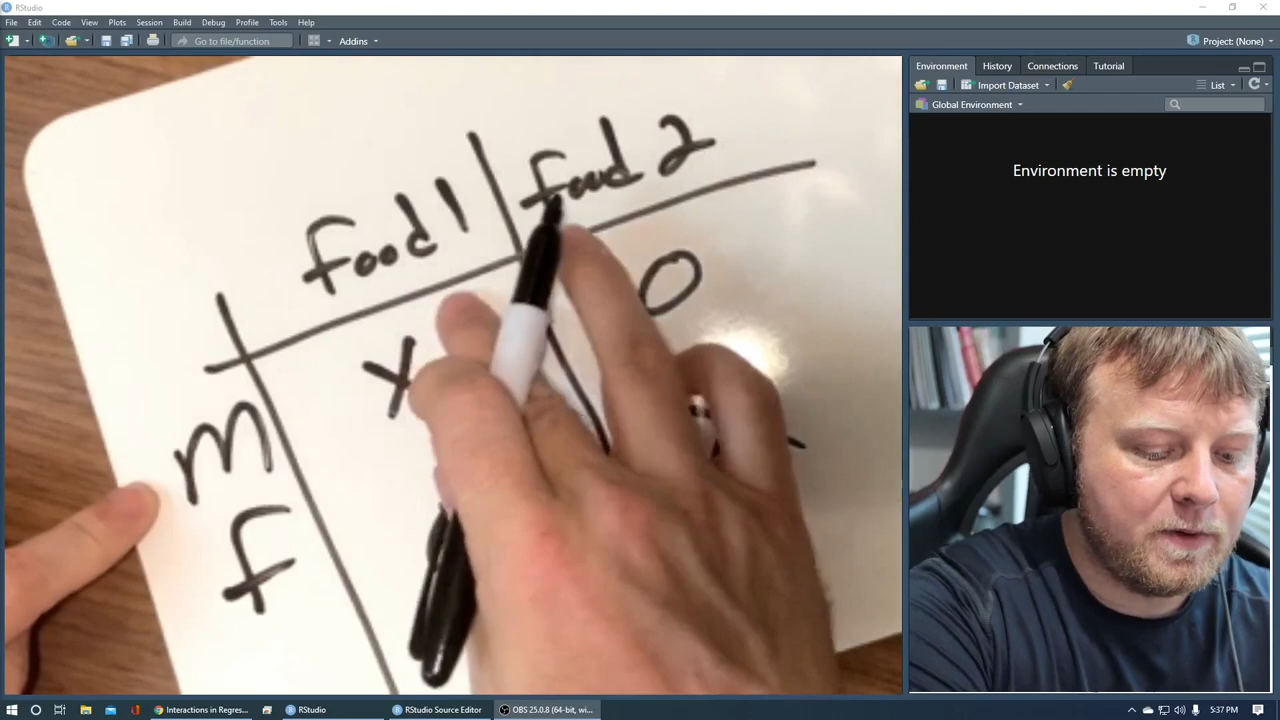 RStudio
File Edit Code View Plots Session Build Debug Profile Tools Help
Go to file/function Addins Project: (None)
Environment History Connections Tutorial
Import Dataset List
Global Environment
Environment is empty
food 1 food 2
m Y 0
f
Interactions in Regres... RStudio RStudio Source Editor OBS 25.0.8 (64-bit, wi... 5:37 PM